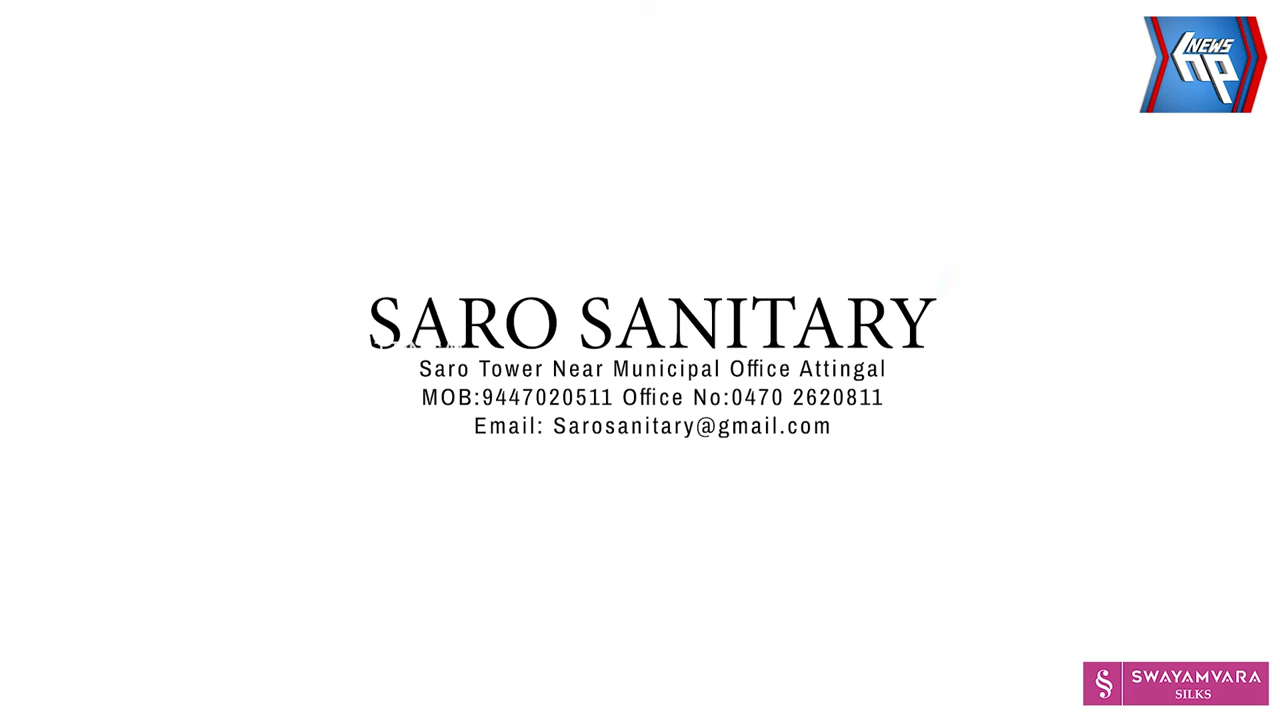 NEWS
np
SARO SANITARY
Saro Tower Near Municipal Office Attingal
MOB:9447020511 Office No:0470 2620811
Email: Sarosanitary@gmail.com
SWAYAMVARA
SILKS